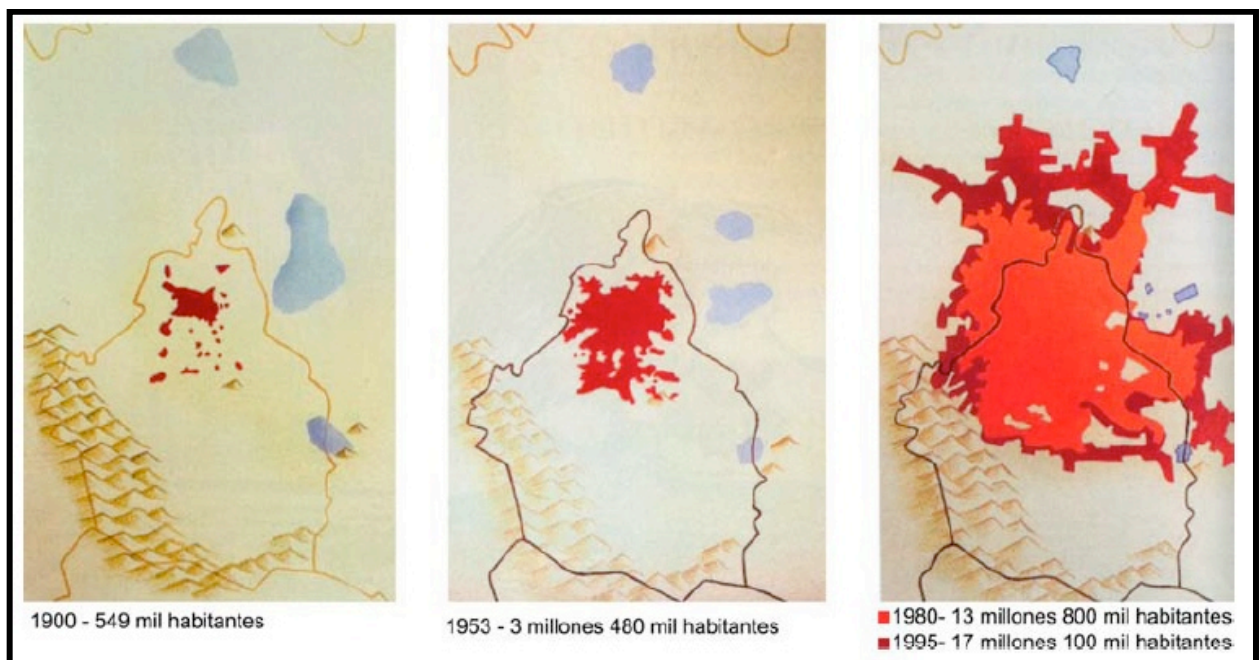 1900 - 549 mil habitantes
1953 - 3 millones 480 mil habitantes
1980- 13 millones 800 mil habitantes
1995- 17 millones 100 mil habitantes